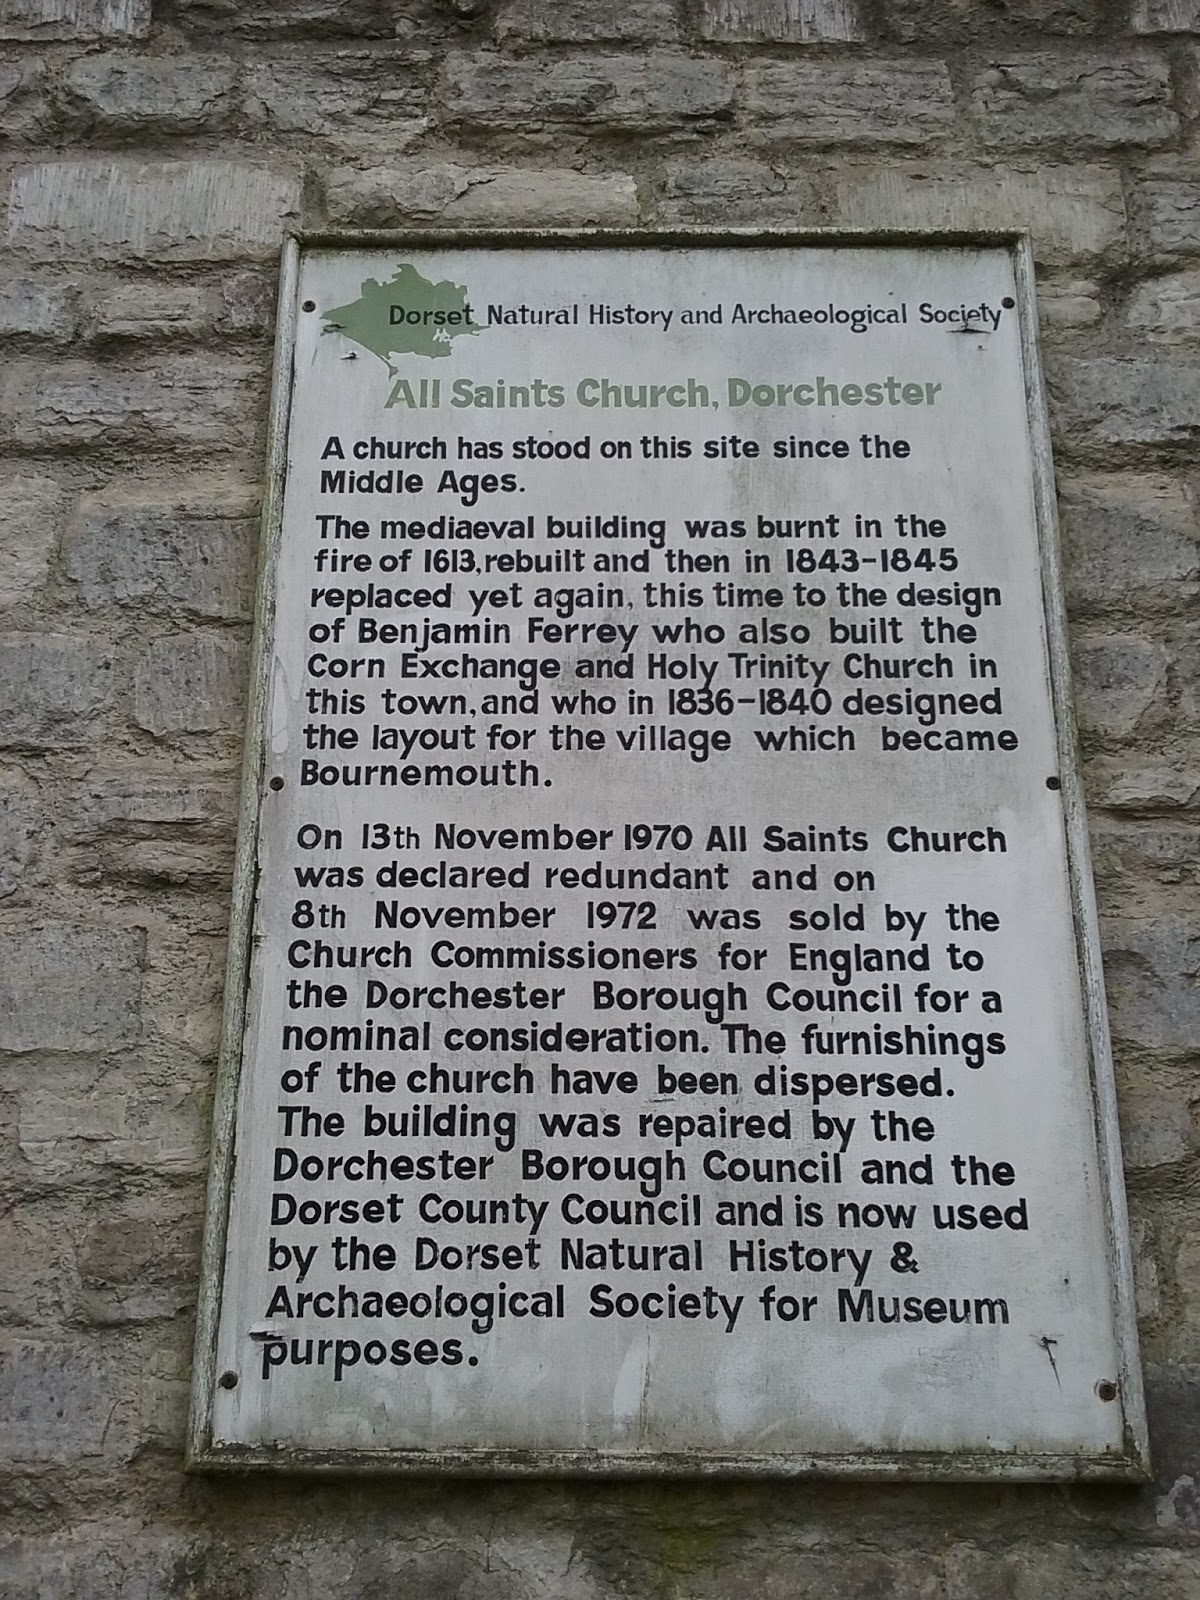 Dorset Natural History and Archaeological Society
All Saints Church, Dorchester
A church has stood on this site since the
Middle Ages.
The mediaeval building was burnt in the
fire of 1613, rebuilt and then in 1843-1845
replaced yet again, this time to the design
of Benjamin Ferrey who also built the
Corn Exchange and Holy Trinity Church in
this town, and who in 1836-1840 designed
the layout for the village which became
Bournemouth.
On 13th November 1970 All Saints Church
was declared redundant and on
8th November 1972 was sold by the
Church Commissioners for England to
the Dorchester Borough Council for a
nominal consideration. The furnishings
of the church have been dispersed.
The building was repaired by the
Dorchester Borough Council and the
Dorset County Council and is now used
by the Dorset Natural History &
Archaeological Society for Museum
purposes.